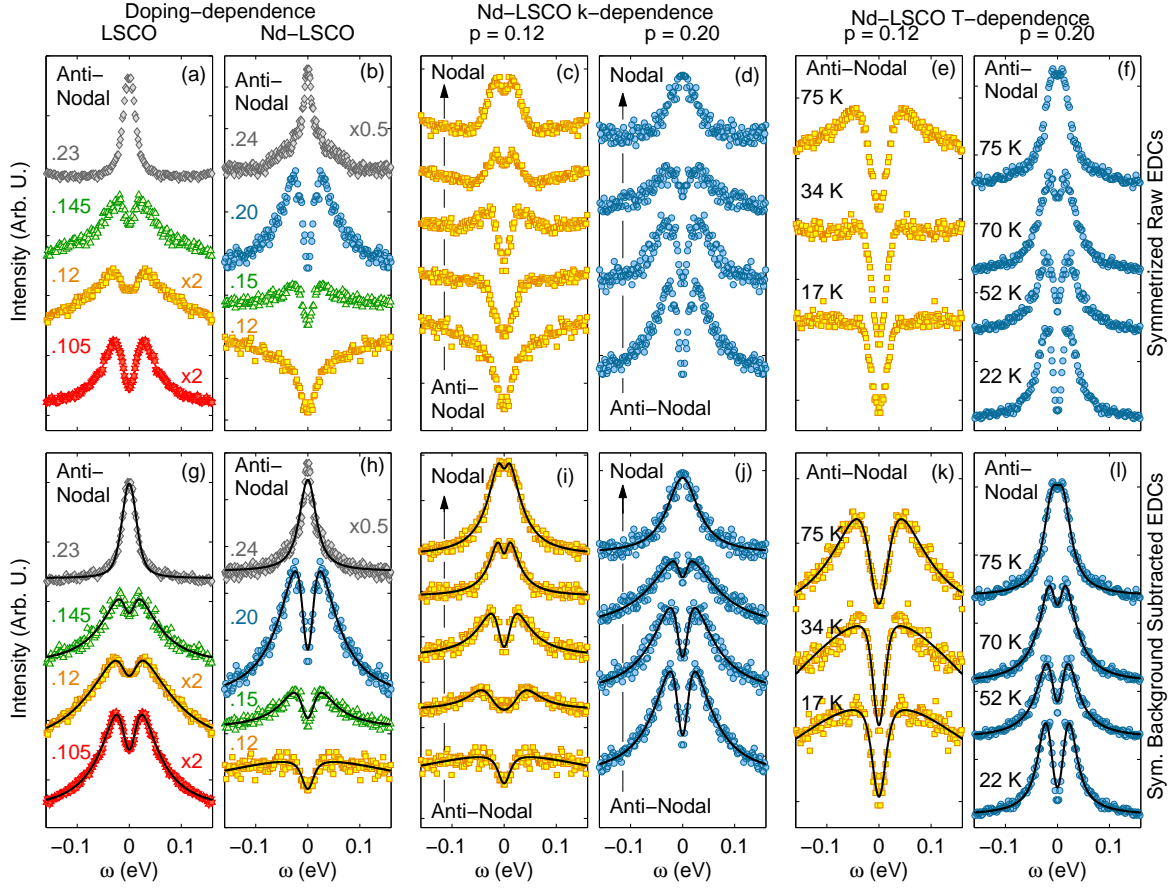 Doping−dependence
LSCO
Nd−LSCO
Nd−LSCO k−dependence
p = 0.12
p = 0.20
Nd−LSCO T−dependence
p = 0.12
p = 0.20
Intensity (Arb. U.)
Anti−
Nodal
(a)
.23
.145
.12
x2
.105
x2
Anti−
Nodal
(b)
.24
x0.5
.20
.15
.12
Nodal
(c)
Anti−
Nodal
Nodal
(d)
Anti−Nodal
Anti−Nodal
(e)
75 K
34 K
17 K
Anti−
Nodal
(f)
75 K
70 K
52 K
22 K
Symmetrized Raw EDCs
Intensity (Arb. U.)
Anti−
Nodal
(g)
.23
.145
.12
x2
.105
x2
−0.1
0
0.1
ω (eV)
Anti−
Nodal
(h)
x0.5
.24
.20
.15
.12
−0.1
0
0.1
ω (eV)
Nodal
(i)
Anti−Nodal
−0.1
0
0.1
ω (eV)
Nodal
(j)
Anti−Nodal
−0.1
0
0.1
ω (eV)
Anti−Nodal
(k)
75 K
34 K
17 K
−0.1
0
0.1
ω (eV)
Anti−
Nodal
(l)
75 K
70 K
52 K
22 K
−0.1
0
0.1
ω (eV)
Sym. Background Subtracted EDCs